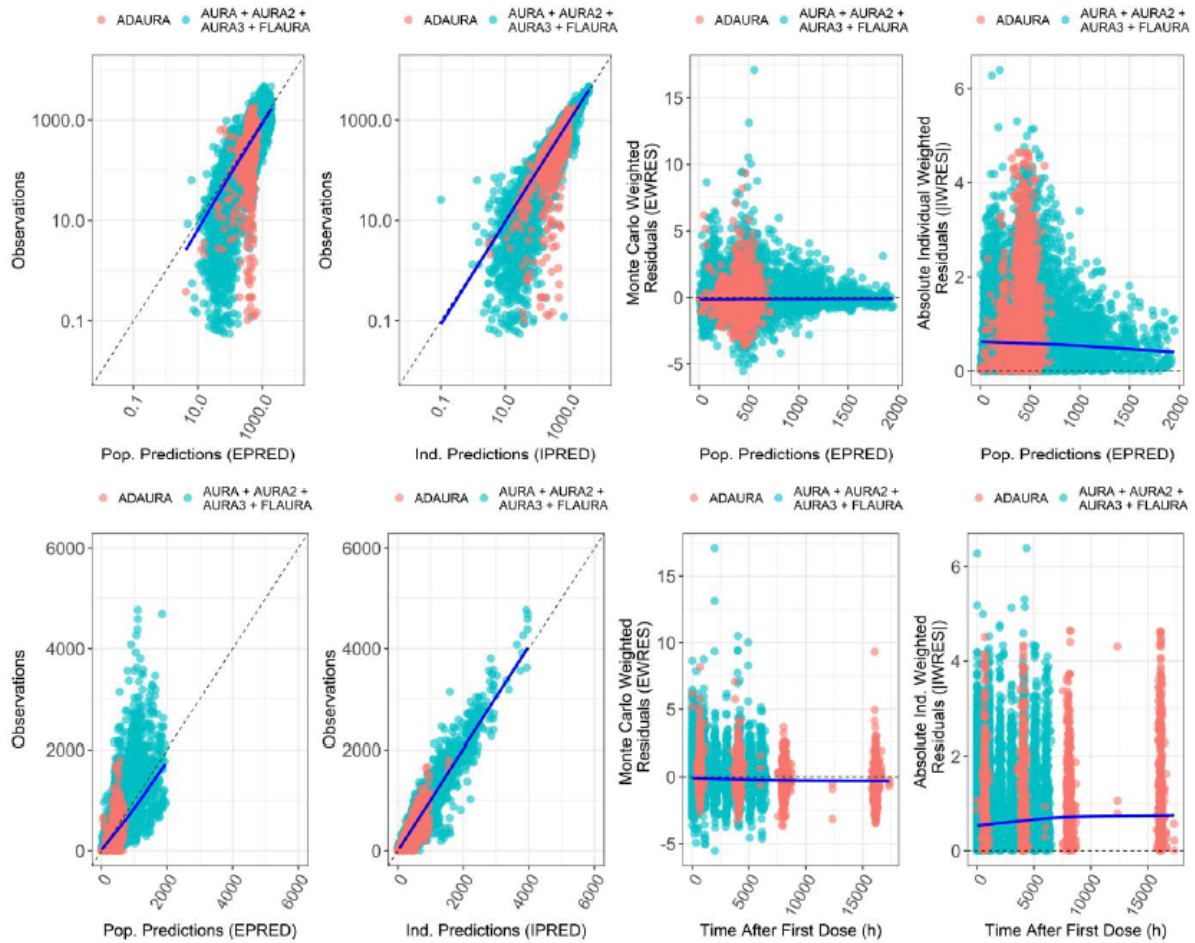 ADAURA AURA + AURA2 +
AURA3 + FLAURA
ADAURA AURA + AURA2 +
AURA3 + FLAURA
ADAURA AURA + AURA2 +
AURA3 + FLAURA
ADAURA AURA + AURA2 +
AURA3 + FLAURA
Observations
1000.0
10.0
0.1
0.1
10.0
1000.0
Pop. Predictions (EPRED)
Observations
1000.0
10.0
0.1
0.1
10.0
1000.0
Ind. Predictions (IPRED)
Monte Carlo Weighted
Residuals (EWRES)
15
10
5
0
-5
0
500
1000
1500
2000
Pop. Predictions (EPRED)
Absolute Individual Weighted
Residuals (|IWRES|)
6
4
2
0
0
500
1000
1500
2000
Pop. Predictions (EPRED)
ADAURA AURA + AURA2 +
AURA3 + FLAURA
ADAURA AURA + AURA2 +
AURA3 + FLAURA
ADAURA AURA + AURA2 +
AURA3 + FLAURA
ADAURA AURA + AURA2 +
AURA3 + FLAURA
Observations
6000
4000
2000
0
0
2000
4000
6000
Pop. Predictions (EPRED)
Observations
6000
4000
2000
0
0
2000
4000
6000
Ind. Predictions (IPRED)
Monte Carlo Weighted
Residuals (EWRES)
15
10
5
0
-5
0
5000
10000
15000
Time After First Dose (h)
Absolute Ind. Weighted
Residuals (|IWRES|)
6
4
2
0
0
5000
10000
15000
Time After First Dose (h)